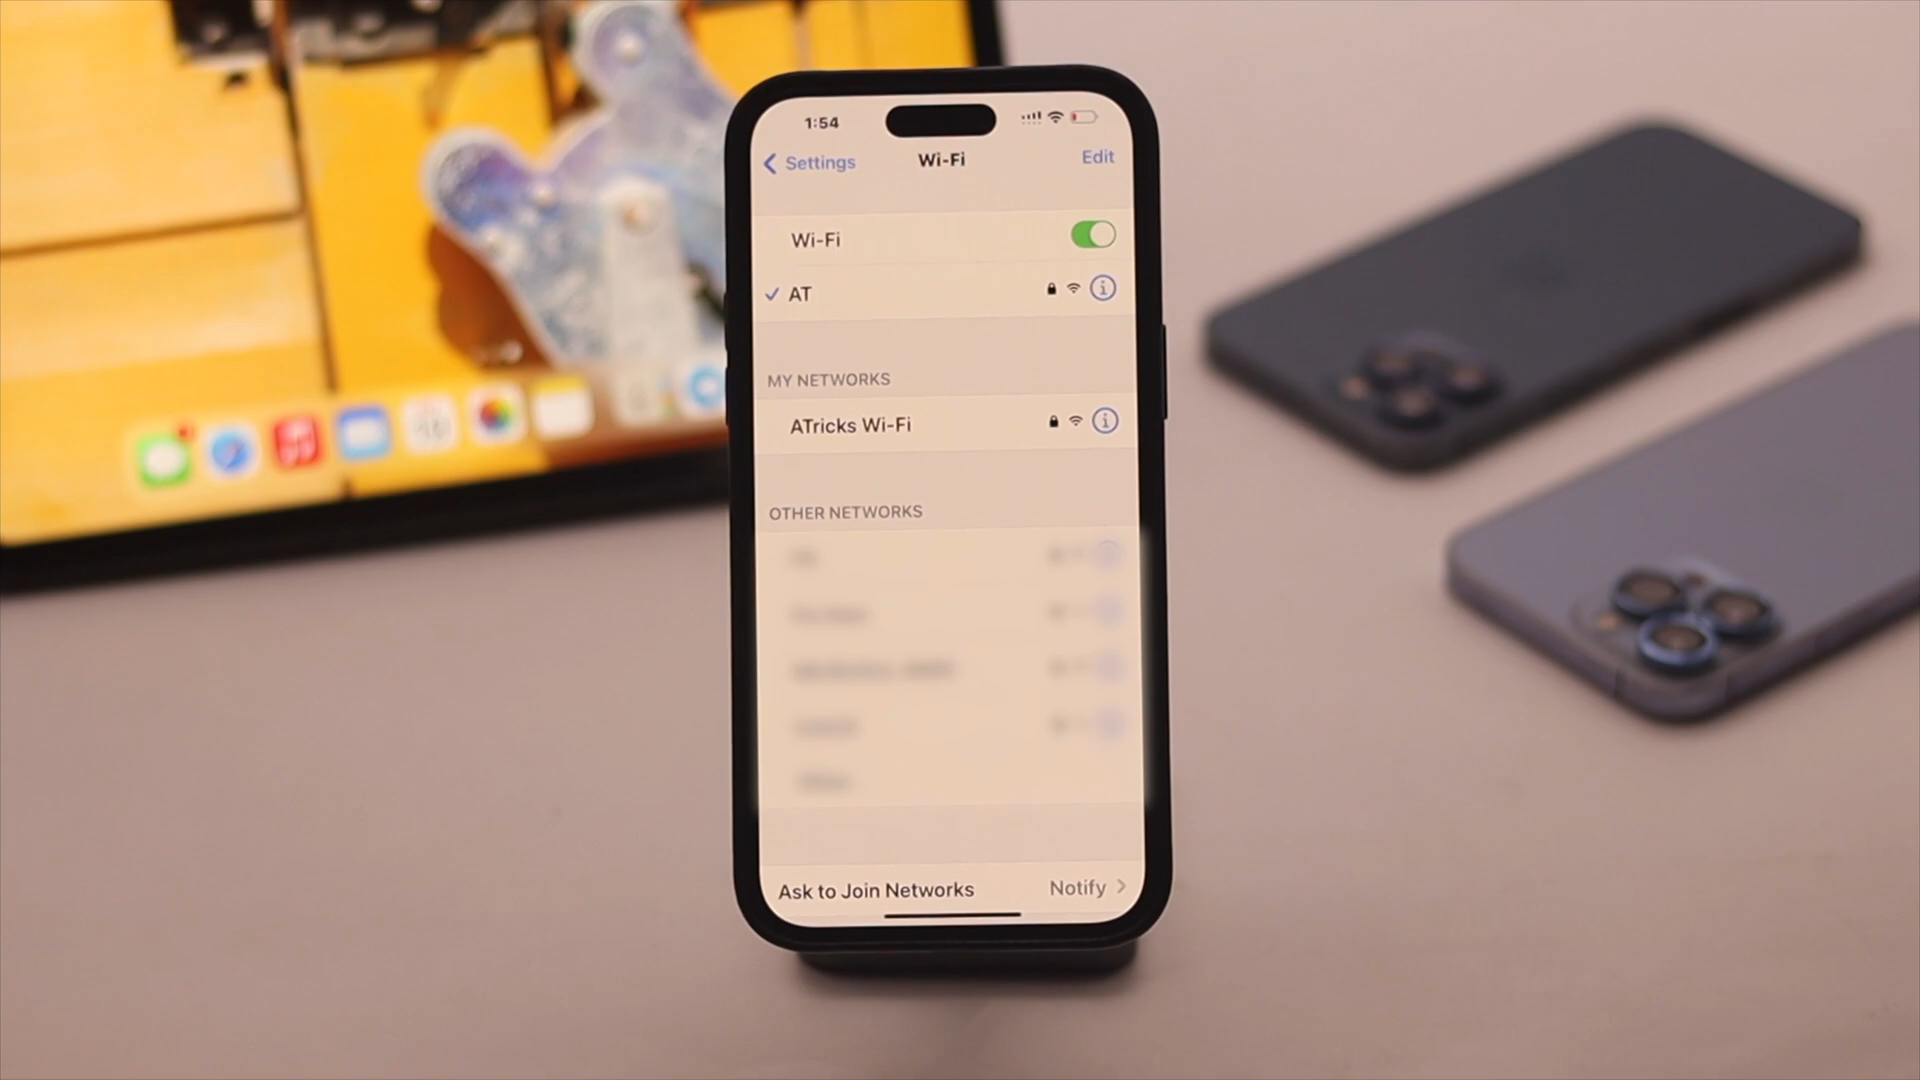 1:54
Settings
Wi-Fi
Edit
Wi-Fi
AT
MY NETWORKS
ATricks Wi-Fi
OTHER NETWORKS
Ask to Join Networks
Notify